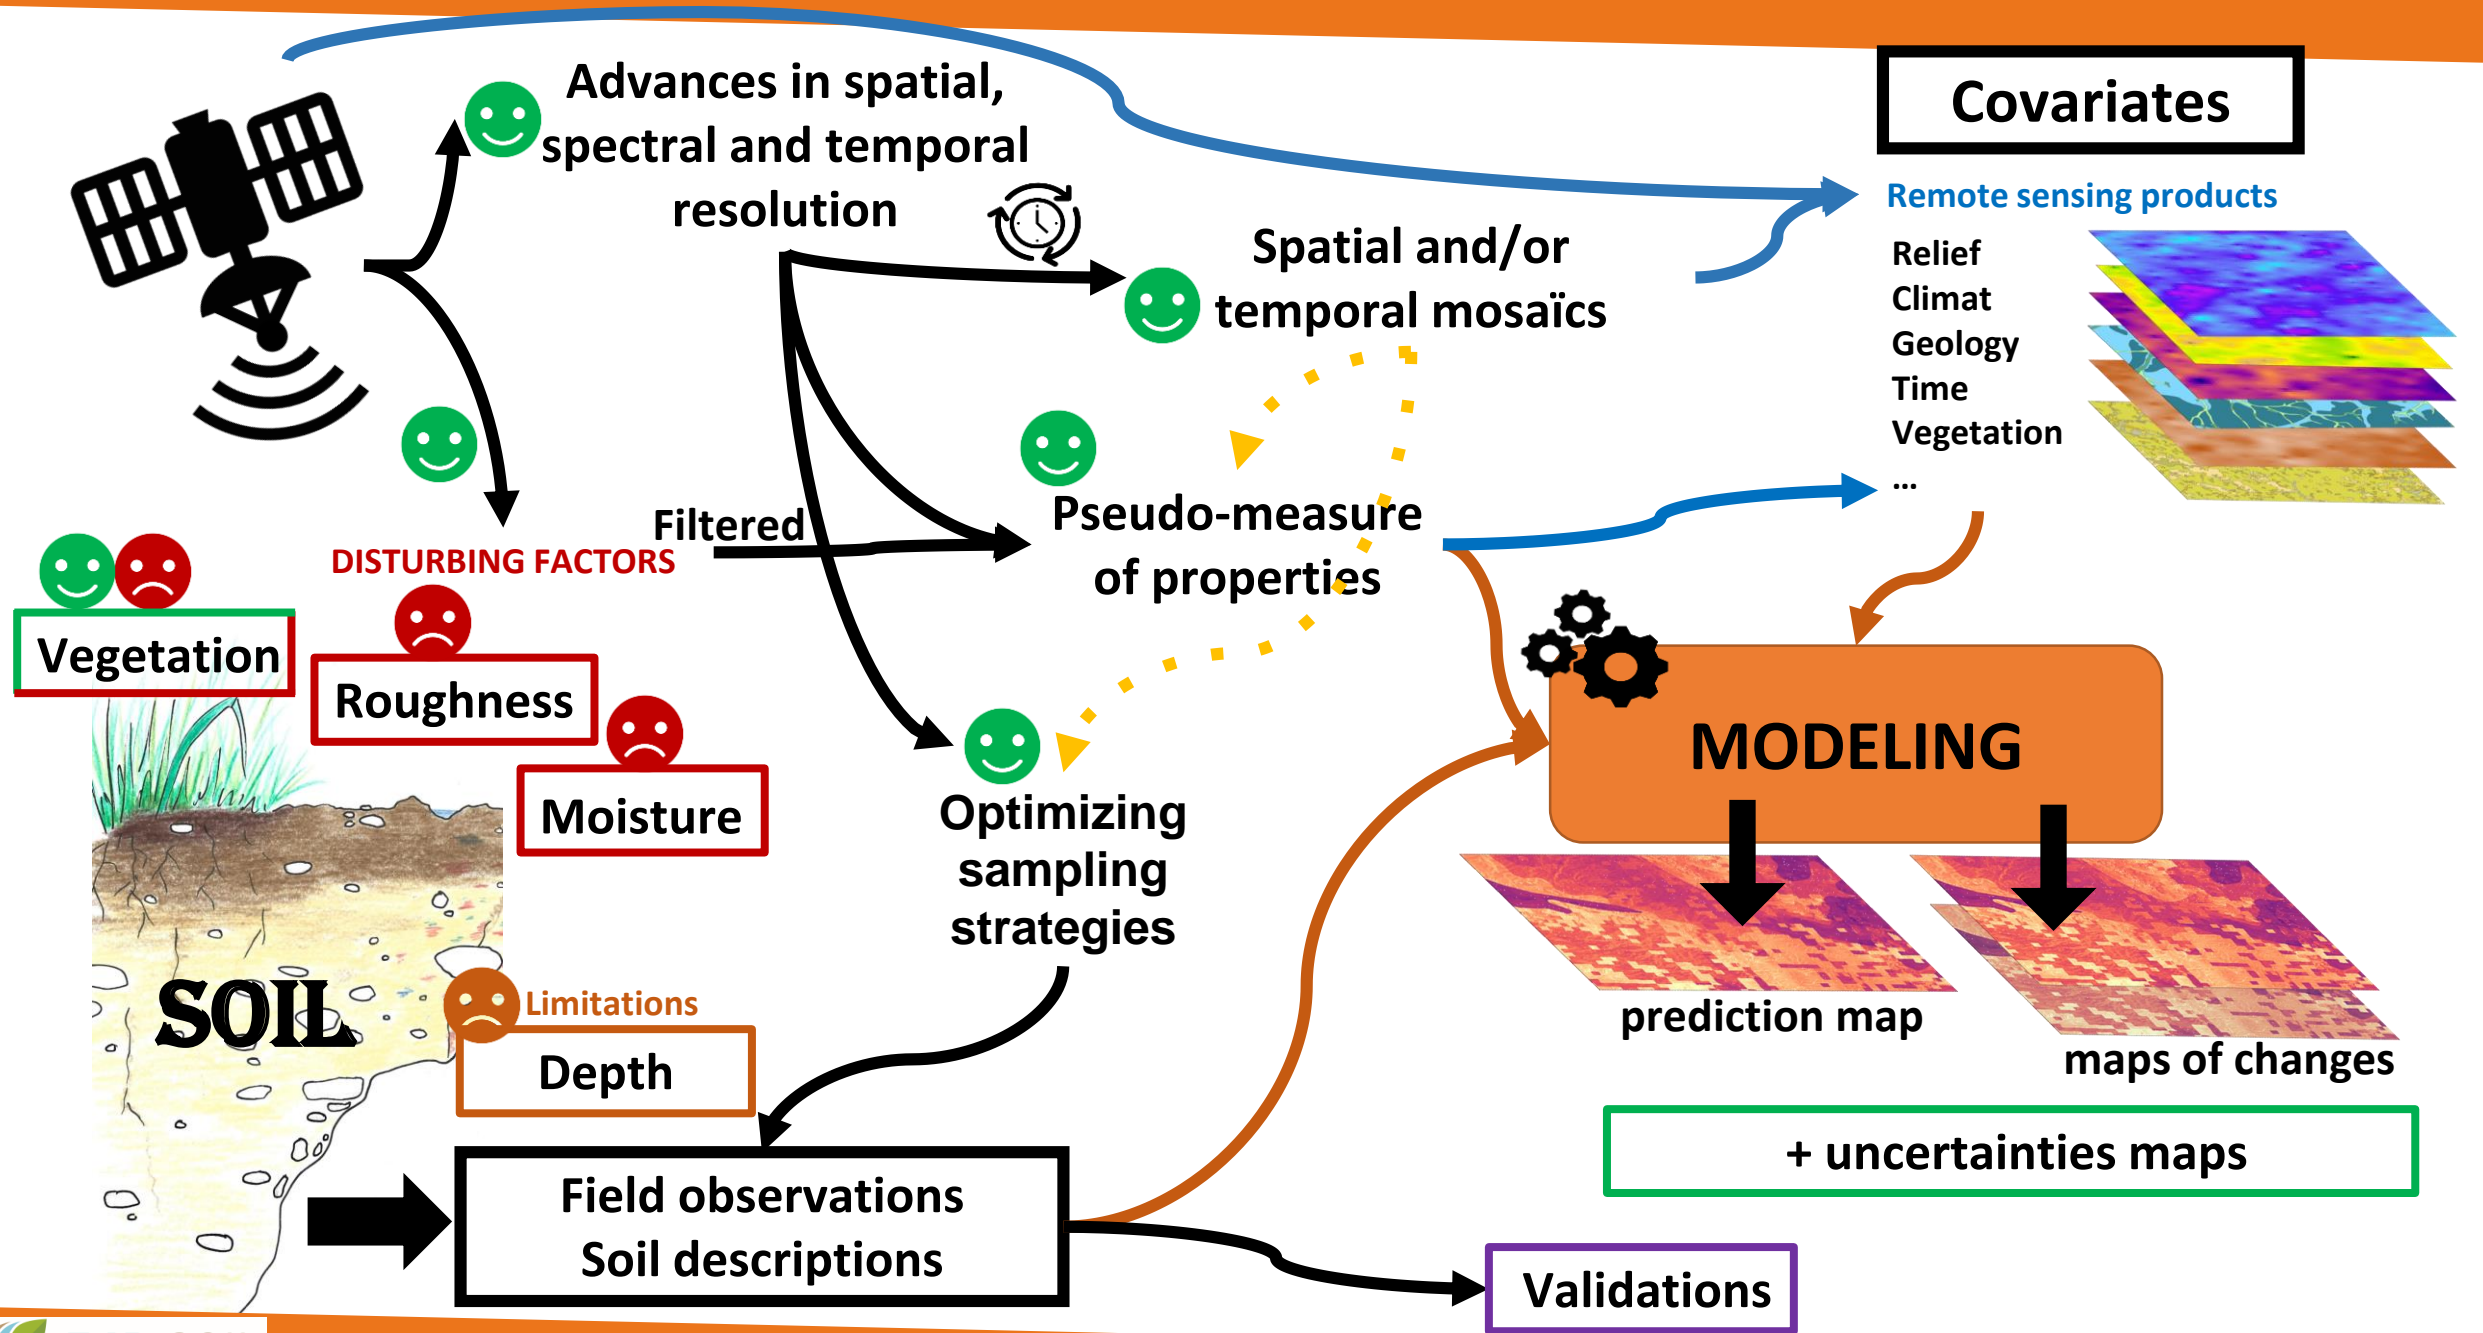 Advances in spatial,
spectral and temporal
resolution
Covariates
Remote sensing products
Relief
Climat
Geology
Time
Vegetation
...
Spatial and/or
temporal mosaïcs
Filtered
DISTURBING FACTORS
Pseudo-measure
of properties
Vegetation
Roughness
Moisture
MODELING
Optimizing
sampling
strategies
SOIL
Limitations
Depth
prediction map
maps of changes
+ uncertainties maps
Field observations
Soil descriptions
Validations